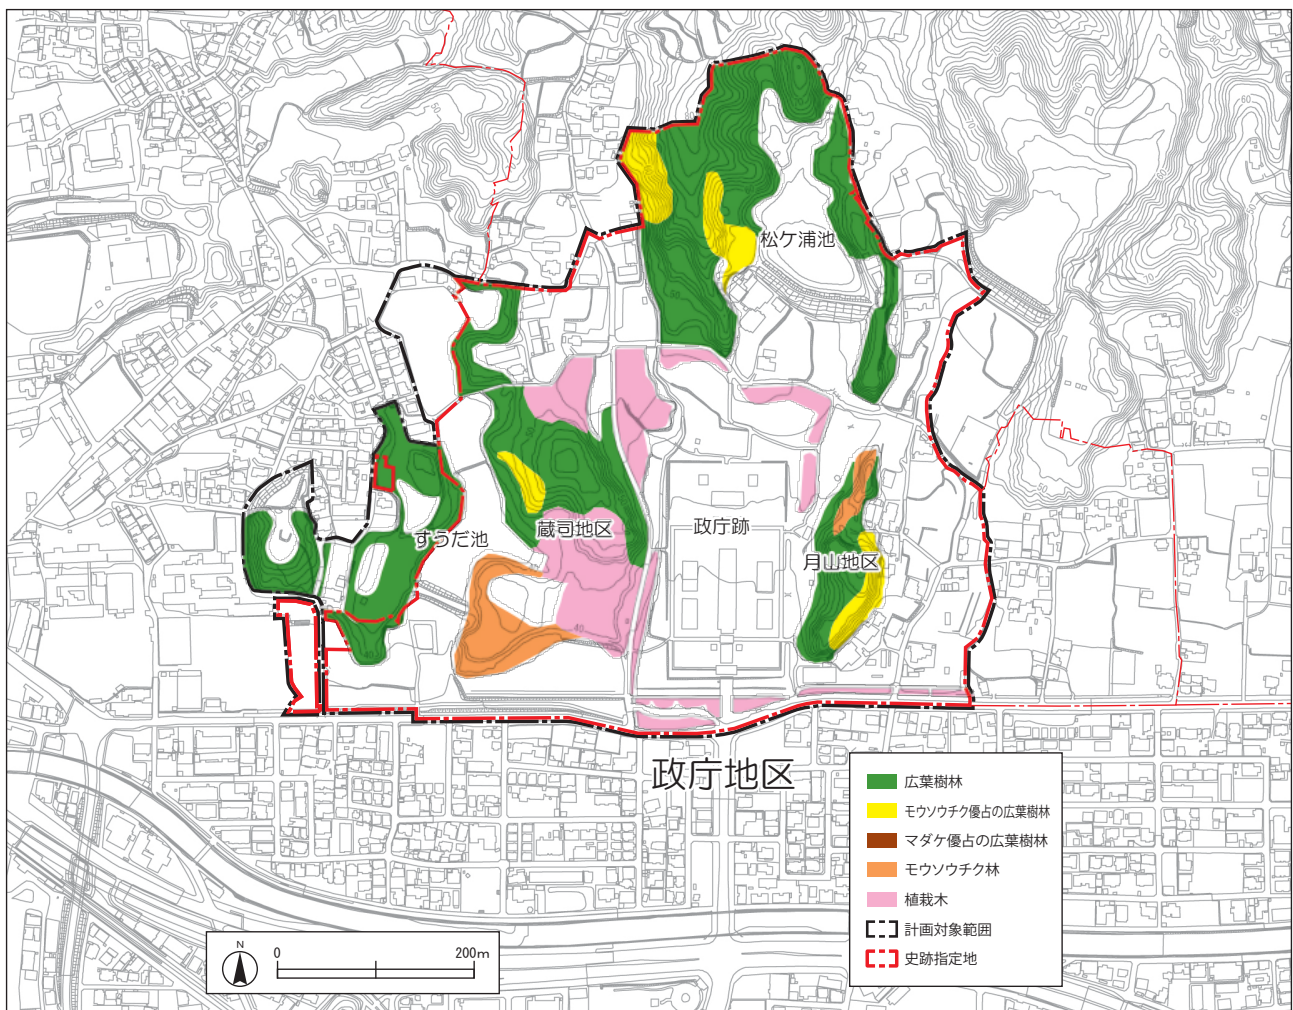 松ケ浦池
政庁跡
蔵司地区
すうだ池
月山地区
政庁地区
広葉樹林
モウソウチク優占の広葉樹林
マダケ優占の広葉樹林
モウソウチク林
植栽木
計画対象範囲
史跡指定地
N
0
200m